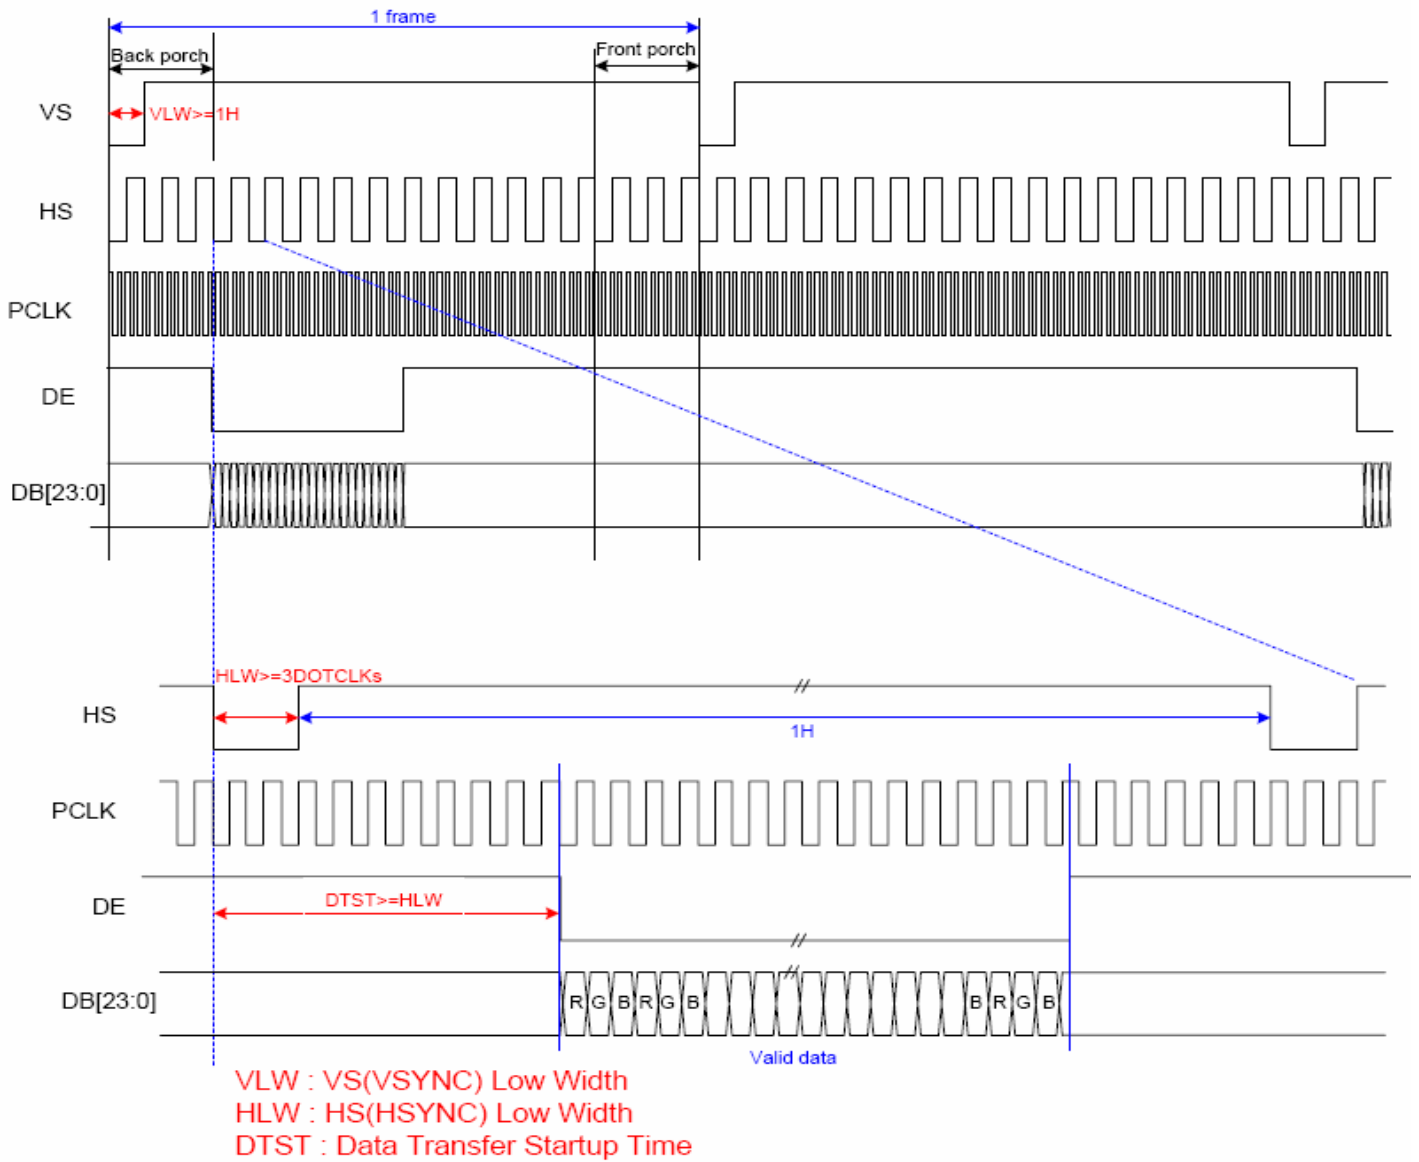 1 frame
Back porch
Front porch
VS
VLW>=1H
HS
PCLK
DE
DB[23:0]
HLW>=3DOTCLKs
HS
1H
PCLK
DE
DTST>=HLW
DB[23:0]
R G B R G B B R G B
Valid data
VLW : VS(VSYNC) Low Width
HLW : HS(HSYNC) Low Width
DTST : Data Transfer Startup Time